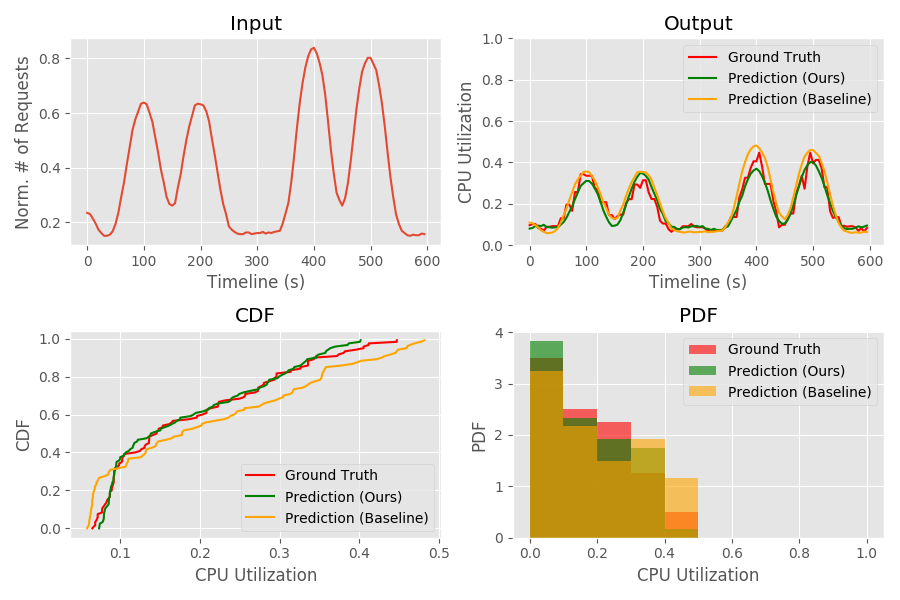 Input
Norm. # of Requests
0.8
0.6
0.4
0.2
0 100 200 300 400 500 600
Timeline (s)
Output
CPU Utilization
1.0
0.8
0.6
0.4
0.2
0.0
Ground Truth
Prediction (Ours)
Prediction (Baseline)
0 100 200 300 400 500 600
Timeline (s)
CDF
CDF
1.0
0.8
0.6
0.4
0.2
0.0
Ground Truth
Prediction (Ours)
Prediction (Baseline)
0.1 0.2 0.3 0.4 0.5
CPU Utilization
PDF
PDF
4
3
2
1
0
Ground Truth
Prediction (Ours)
Prediction (Baseline)
0.0 0.2 0.4 0.6 0.8 1.0
CPU Utilization